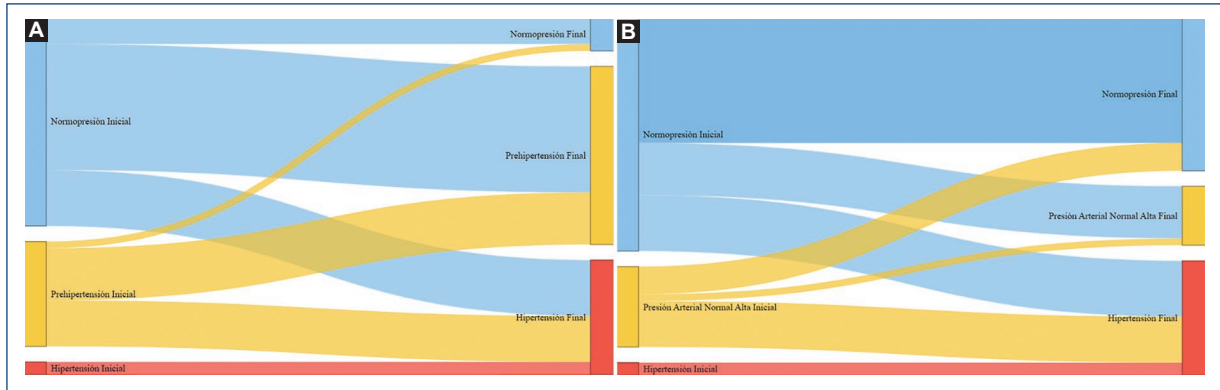 A
Normopresión Final
Normopresión Inicial
Prehipertensión Final
Prehipertensión Inicial
Hipertensión Final
Hipertensión Inicial
B
Normopresión Final
Normopresión Inicial
Presión Arterial Normal Alta Final
Presión Arterial Normal Alta Inicial
Hipertensión Final
Hipertensión Inicial